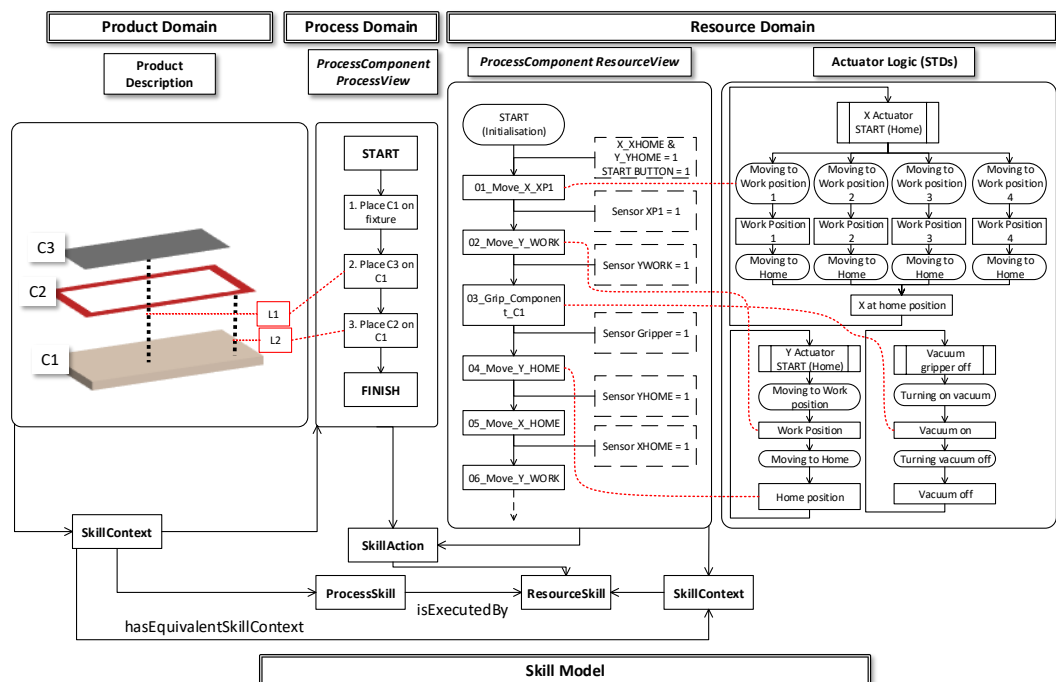 Product Domain
Process Domain
Resource Domain
Product
Description
ProcessComponent
ProcessView
ProcessComponent ResourceView
Actuator Logic (STDs)
C3
C2
C1
L1
L2
START
1. Place C1 on
fixture
2. Place C3 on
C1
3. Place C2 on
C1
FINISH
START
(Initialisation)
X_XHOME &
Y_YHOME = 1
START BUTTON = 1
01_Move_X_XP1
Sensor XP1 = 1
02_Move_Y_WORK
Sensor YWORK = 1
03_Grip_Componen
t_C1
Sensor Gripper = 1
04_Move_Y_HOME
Sensor YHOME = 1
05_Move_X_HOME
Sensor XHOME = 1
06_Move_Y_WORK
X Actuator
START (Home)
Moving to
Work position
1
Moving to
Work position
2
Moving to
Work position
3
Moving to
Work position
4
Work Position
1
Work Position
2
Work Position
3
Work Position
4
Moving to
Home
Moving to
Home
Moving to
Home
Moving to
Home
X at home position
Y Actuator
START (Home)
Moving to Work
position
Work Position
Moving to Home
Home position
Vacuum
gripper off
Turning on vacuum
Vacuum on
Turning vacuum off
Vacuum off
SkillContext
SkillAction
ProcessSkill
isExecutedBy
ResourceSkill
SkillContext
hasEquivalentSkillContext
Skill Model